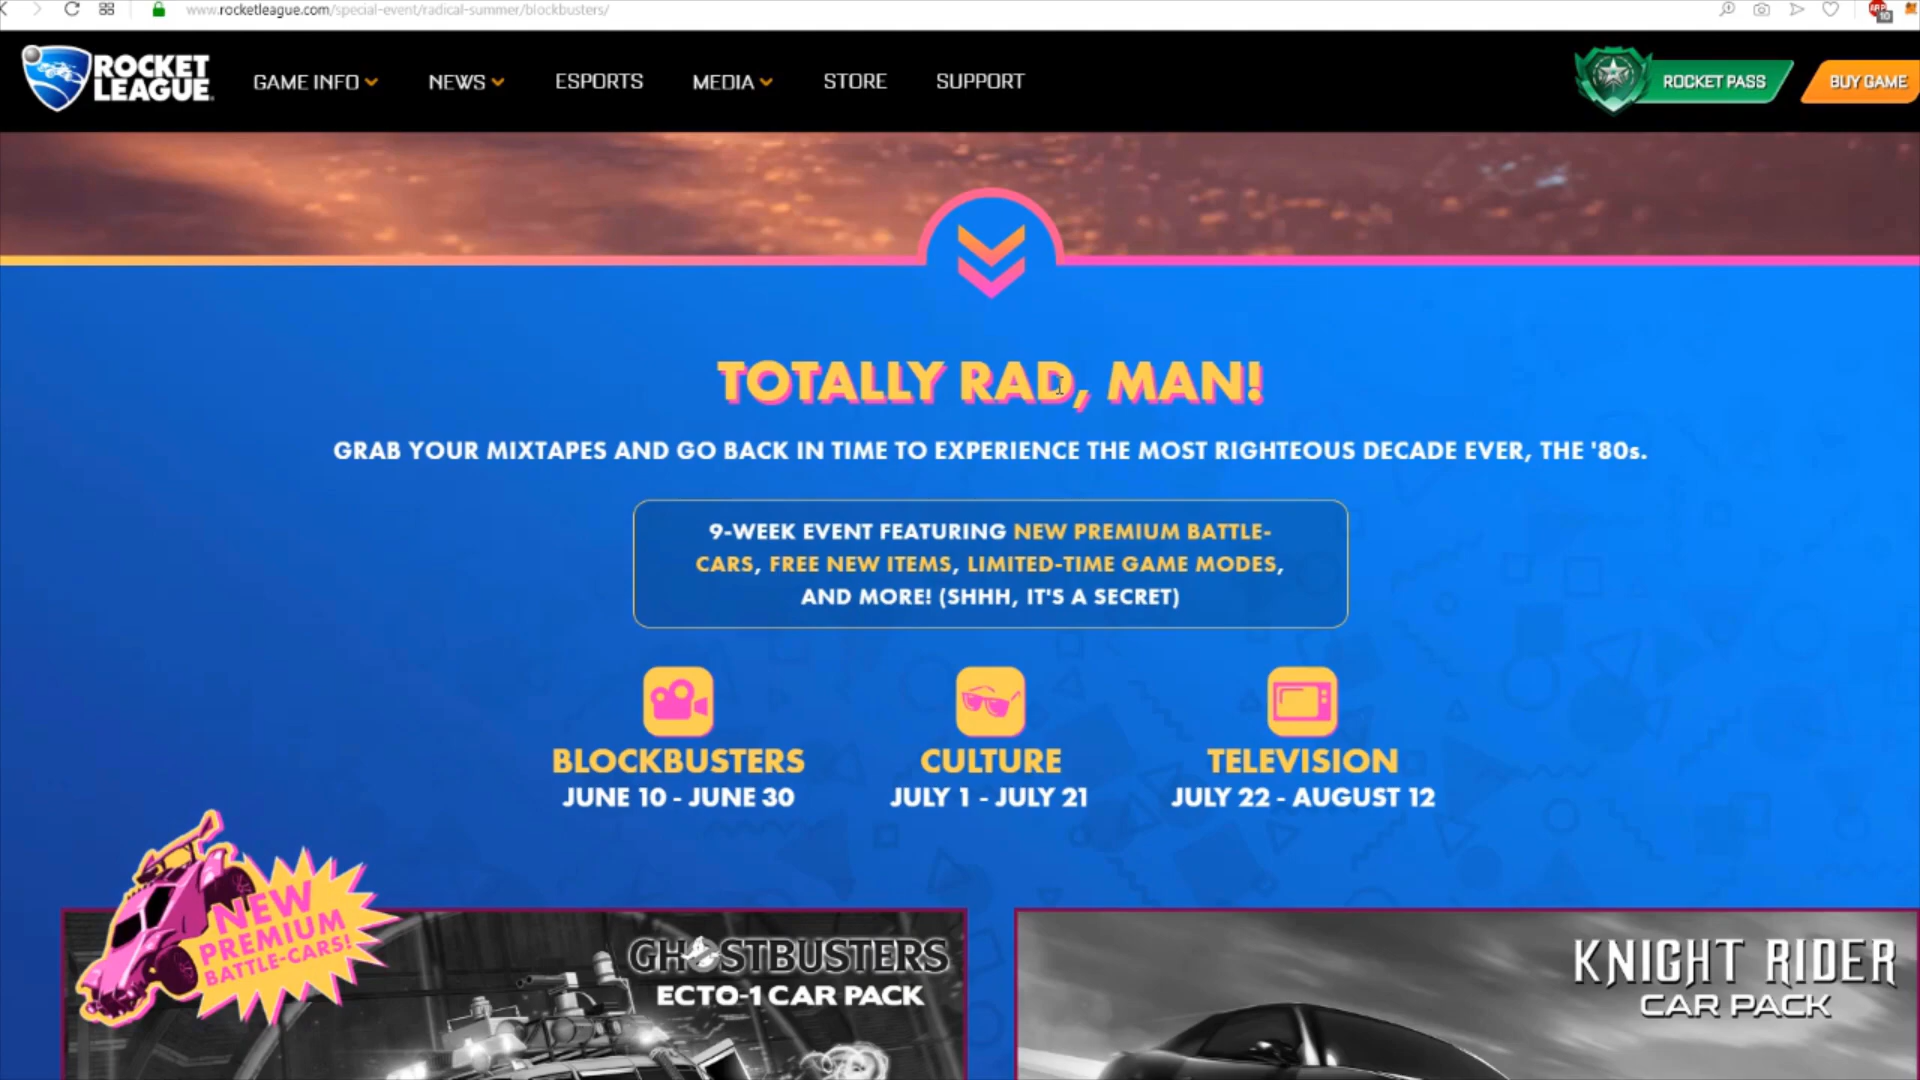 www.rocketleague.com/special-event/radical-summer/blockbusters/
10
ROCKET LEAGUE
GAME INFO
NEWS
ESPORTS
MEDIA
STORE
SUPPORT
ROCKET PASS
BUY GAME
TOTALLY RAD, MAN!
GRAB YOUR MIXTAPES AND GO BACK IN TIME TO EXPERIENCE THE MOST RIGHTEOUS DECADE EVER, THE '80s.
9-WEEK EVENT FEATURING NEW PREMIUM BATTLE-
CARS, FREE NEW ITEMS, LIMITED-TIME GAME MODES,
AND MORE! (SHHH, IT'S A SECRET)
BLOCKBUSTERS
JUNE 10 - JUNE 30
CULTURE
JULY 1 - JULY 21
TELEVISION
JULY 22 - AUGUST 12
NEW
PREMIUM
BATTLE-CARS!
GHOSTBUSTERS
ECTO-1 CAR PACK
KNIGHT RIDER
CAR PACK